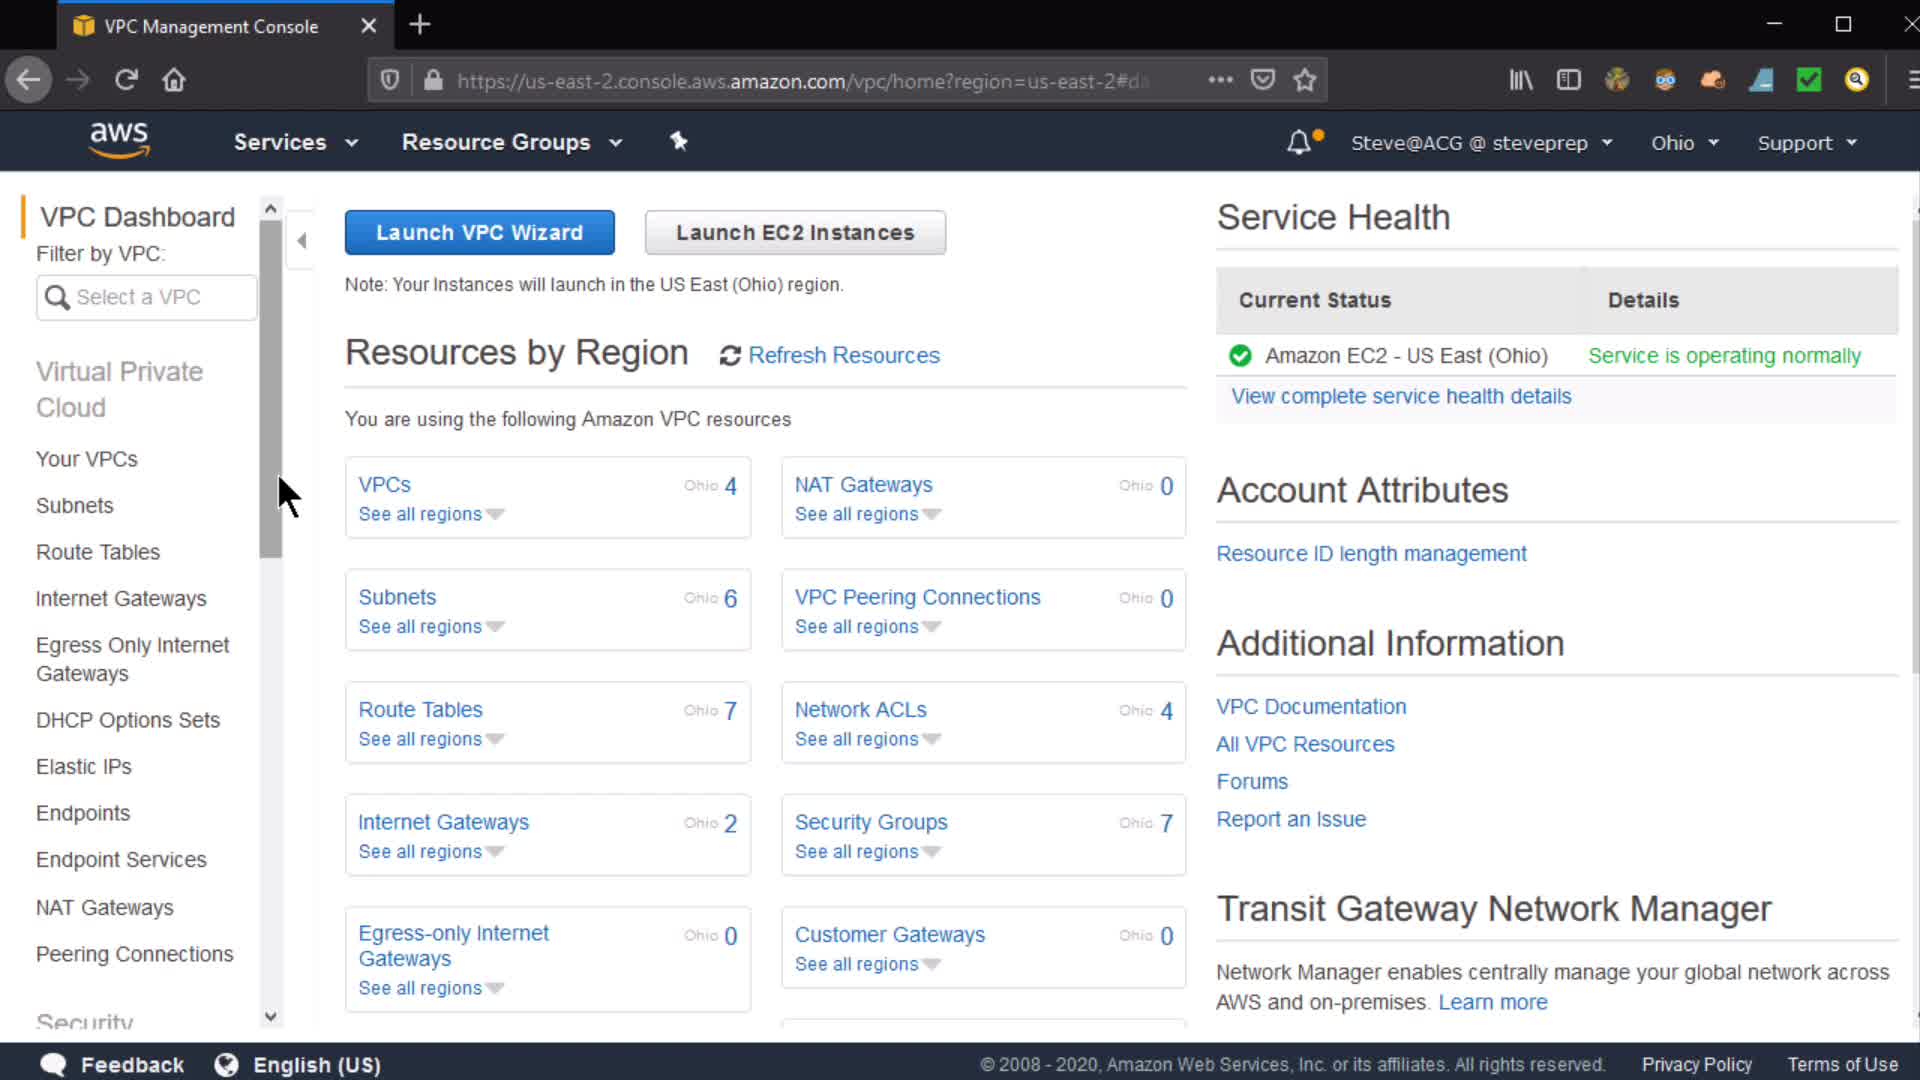 VPC Management Console
https://us-east-2.console.aws.amazon.com/vpc/home?region=us-east-2#da
aws
Services
Resource Groups
Steve@ACG @ steveprep
Ohio
Support
VPC Dashboard
Filter by VPC:
Select a VPC
Virtual Private
Cloud
Your VPCs
Subnets
Route Tables
Internet Gateways
Egress Only Internet
Gateways
DHCP Options Sets
Elastic IPs
Endpoints
Endpoint Services
NAT Gateways
Peering Connections
Security
Launch VPC Wizard
Launch EC2 Instances
Note: Your Instances will launch in the US East (Ohio) region.
Resources by Region
Refresh Resources
You are using the following Amazon VPC resources
VPCs Ohio 4
See all regions
NAT Gateways Ohio 0
See all regions
Subnets Ohio 6
See all regions
VPC Peering Connections Ohio 0
See all regions
Route Tables Ohio 7
See all regions
Network ACLs Ohio 4
See all regions
Internet Gateways Ohio 2
See all regions
Security Groups Ohio 7
See all regions
Egress-only Internet Ohio 0
Gateways
See all regions
Customer Gateways Ohio 0
See all regions
Service Health
Current Status Details
Amazon EC2 - US East (Ohio) Service is operating normally
View complete service health details
Account Attributes
Resource ID length management
Additional Information
VPC Documentation
All VPC Resources
Forums
Report an Issue
Transit Gateway Network Manager
Network Manager enables centrally manage your global network across
AWS and on-premises. Learn more
Feedback
English (US)
© 2008 - 2020, Amazon Web Services, Inc. or its affiliates. All rights reserved.
Privacy Policy
Terms of Use